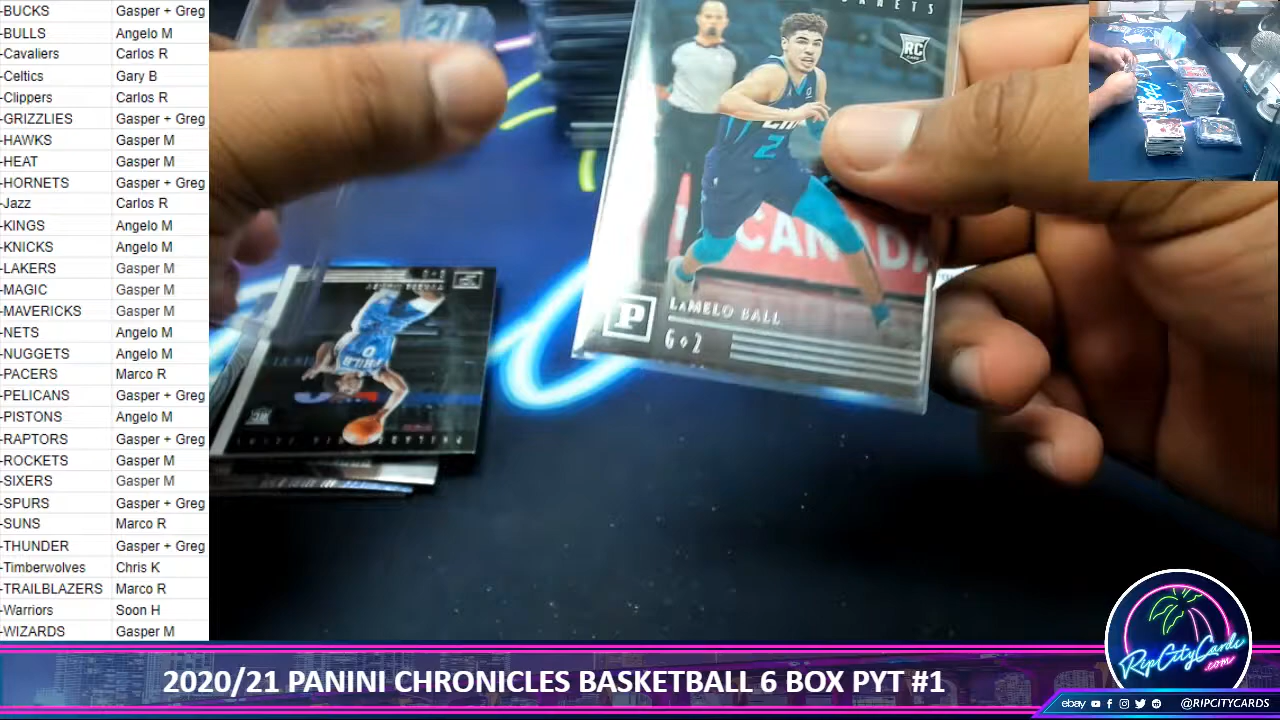 -BUCKS Gasper + Greg
-BULLS Angelo M
-Cavaliers Carlos R
-Celtics Gary B
-Clippers Carlos R
-GRIZZLIES Gasper + Greg
-HAWKS Gasper M
-HEAT Gasper M
-HORNETS Gasper + Greg
-Jazz Carlos R
-KINGS Angelo M
-KNICKS Angelo M
-LAKERS Gasper M
-MAGIC Gasper M
-MAVERICKS Gasper M
-NETS Angelo M
-NUGGETS Angelo M
-PACERS Marco R
-PELICANS Gasper + Greg
-PISTONS Angelo M
-RAPTORS Gasper + Greg
-ROCKETS Gasper M
-SIXERS Gasper M
-SPURS Gasper + Greg
-SUNS Marco R
-THUNDER Gasper + Greg
-Timberwolves Chris K
-TRAILBLAZERS Marco R
-Warriors Soon H
-WIZARDS Gasper M
RC
2
CANADA
P
LaMELO BALL
6◦2
RipCityCards
.com
2020/21 PANINI CHRONICLES BASKETBALL 6 BOX PYT #1
ebay @RIPCITYCARDS